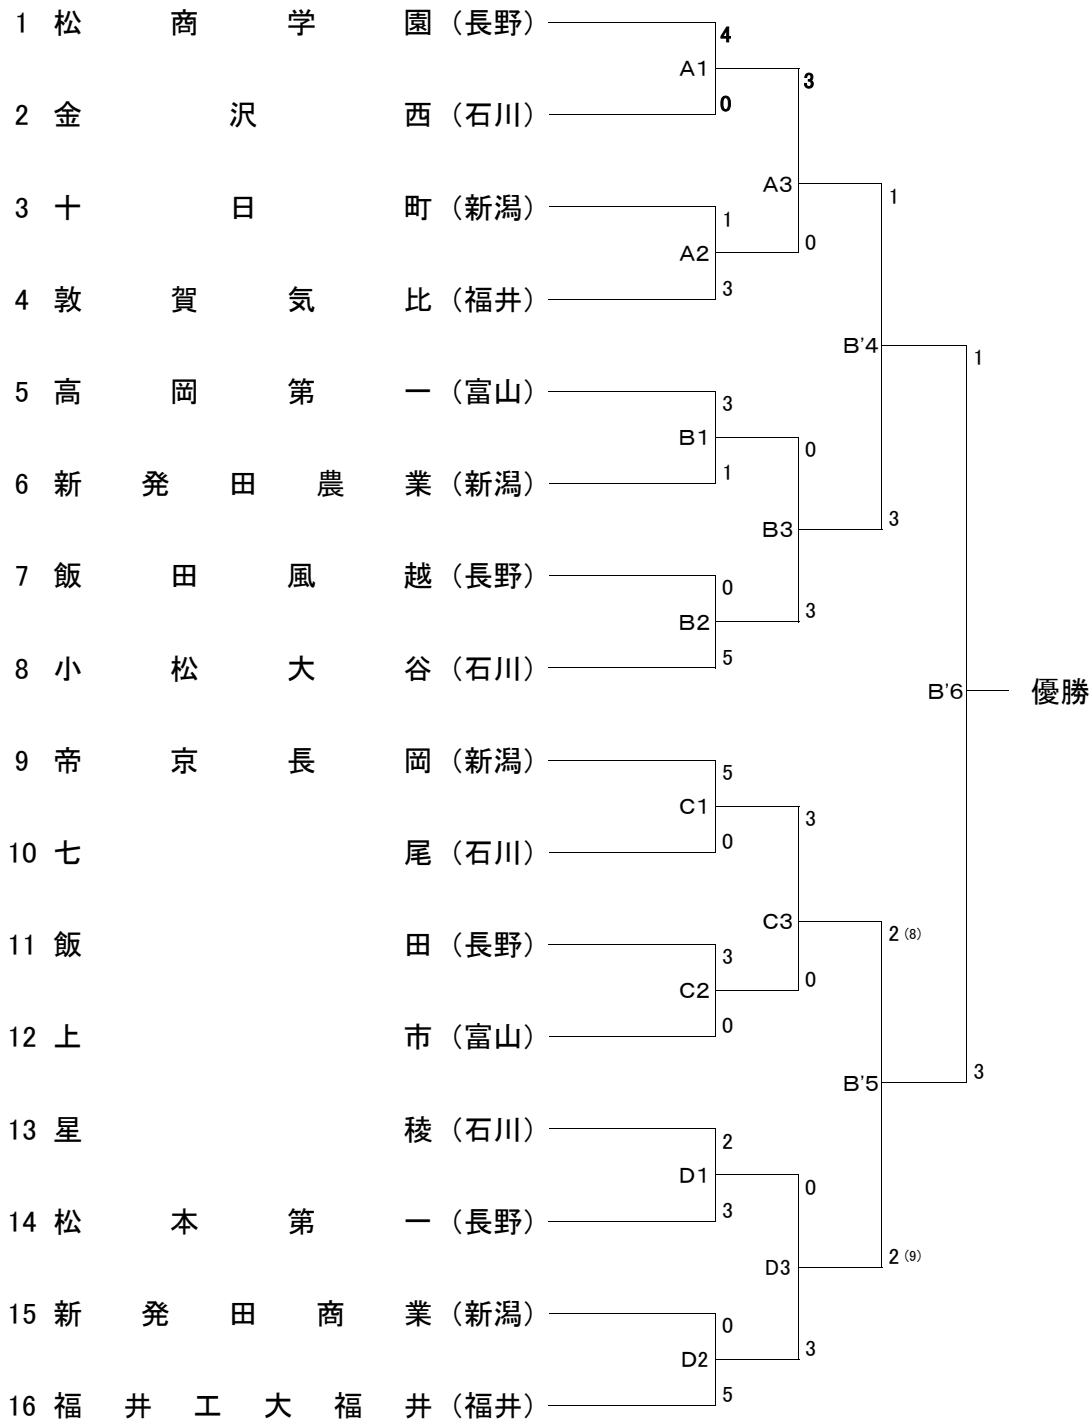 1 松商学園（長野）
4
A1
3
0
2 金沢西（石川）
A3
1
3 十日町（新潟）
1
A2
0
3
4 敦賀気比（福井）
B'4
1
5 高岡第一（富山）
3
B1
0
1
6 新発田農業（新潟）
B3
3
7 飯田風越（長野）
0
B2
3
5
8 小松大谷（石川）
B'6
優勝
9 帝京長岡（新潟）
5
C1
3
0
10 七尾（石川）
C3
2 (8)
11 飯田（長野）
3
C2
0
0
12 上市（富山）
B'5
3
13 星稜（石川）
2
D1
0
3
14 松本第一（長野）
D3
2 (9)
15 新発田商業（新潟）
0
D2
3
5
16 福井工大福井（福井）